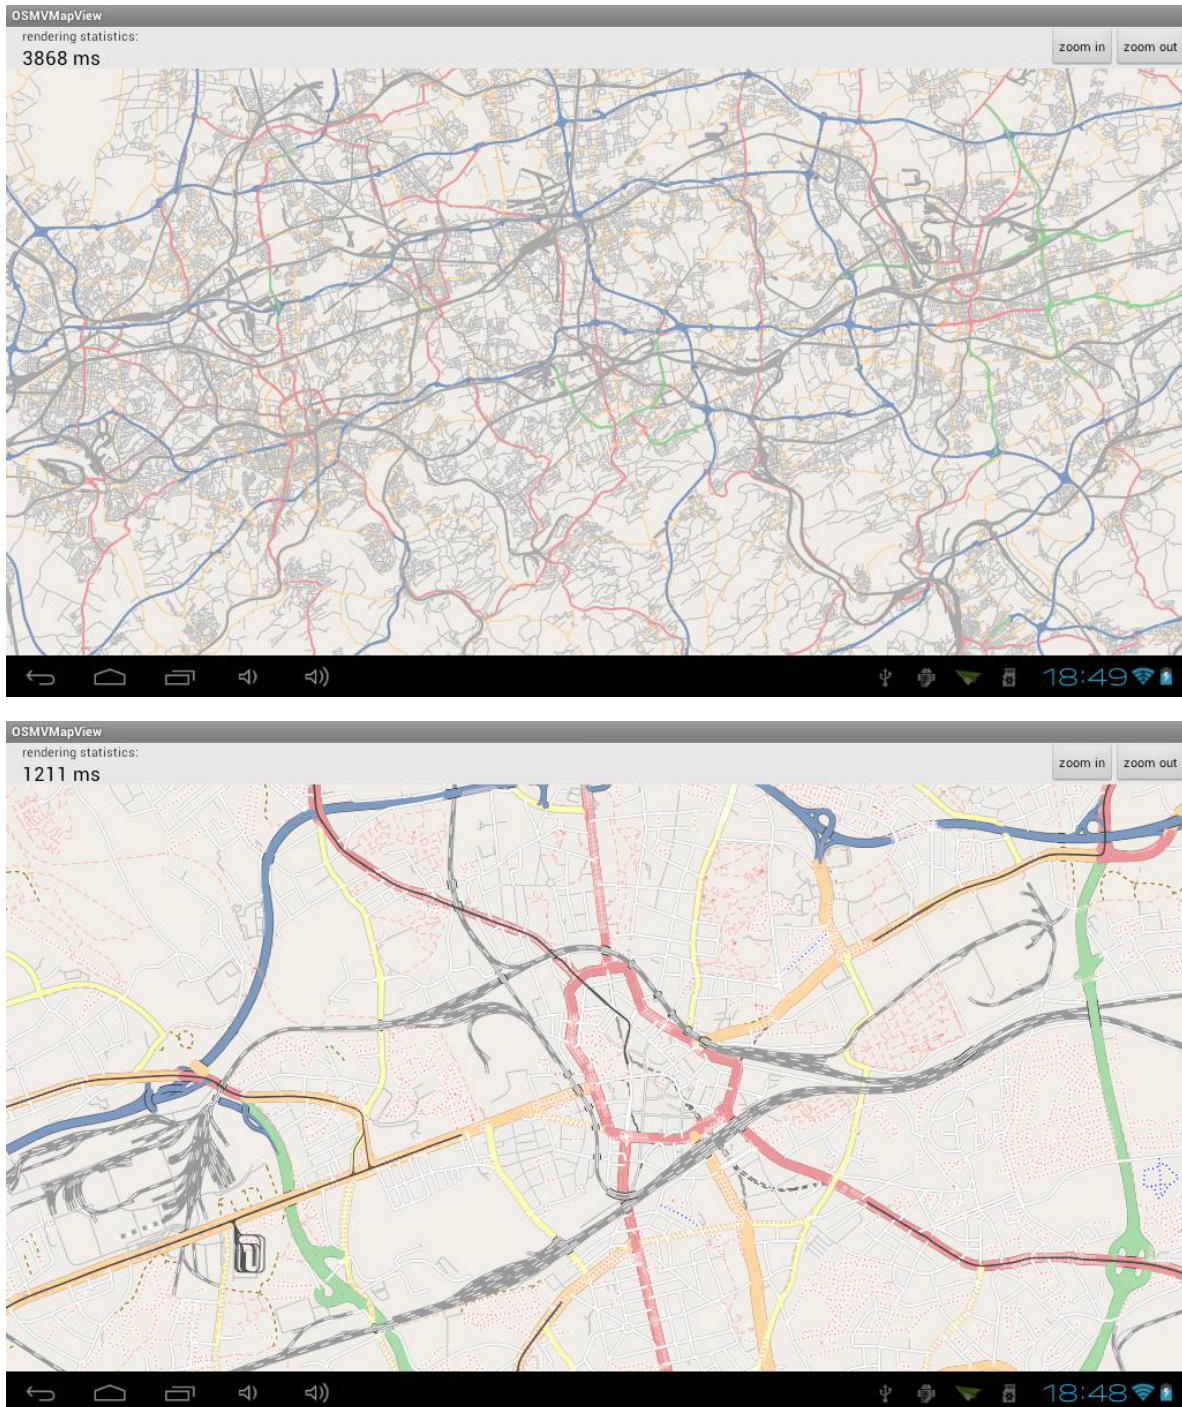 OSMVMapView
rendering statistics:
3868 ms
zoom in zoom out
18:49
OSMVMapView
rendering statistics:
1211 ms
zoom in zoom out
18:48